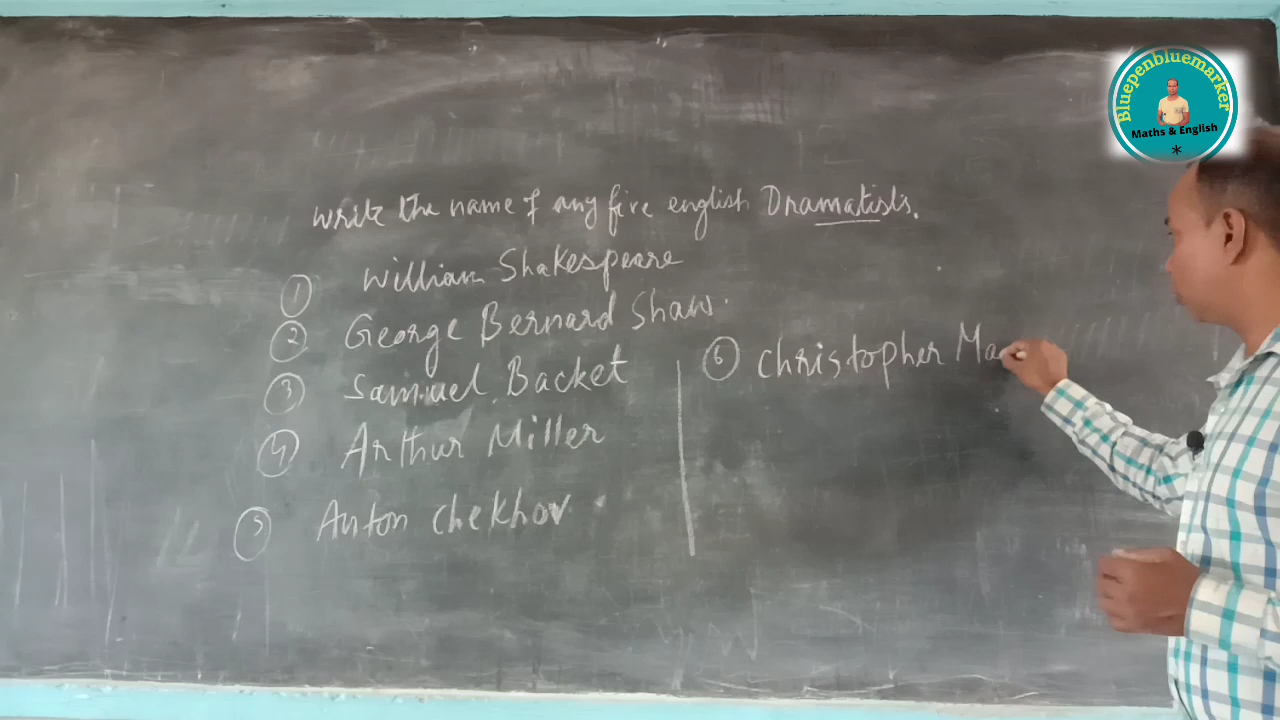 Bluepenbluemarker
Maths & English
*
write the name of any five english Dramatists.
1 William Shakespeare
2 George Bernard Shaw.
3 Samuel Backet
4 Arthur Miller
5 Anton Chekhov.
6 Christopher Ma